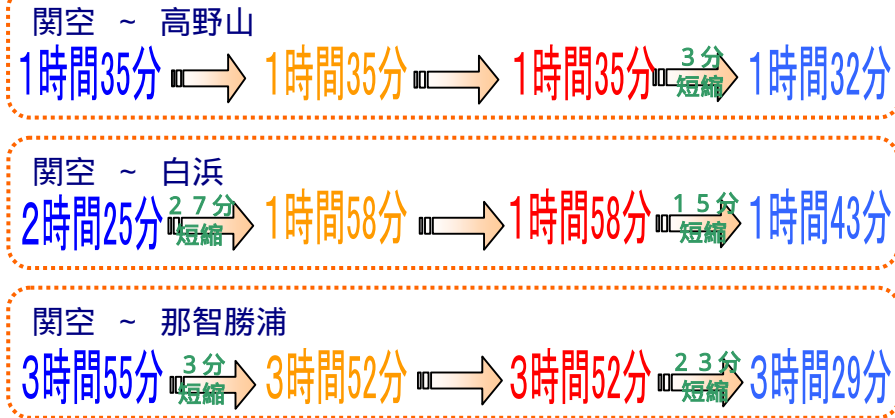 関空 ~ 高野山
1時間35分 1時間35分 1時間35分 3分短縮 1時間32分
関空 ~ 白浜
2時間25分 27分短縮 1時間58分 1時間58分 15分短縮 1時間43分
関空 ~ 那智勝浦
3時間55分 3分短縮 3時間52分 3時間52分 23分短縮 3時間29分